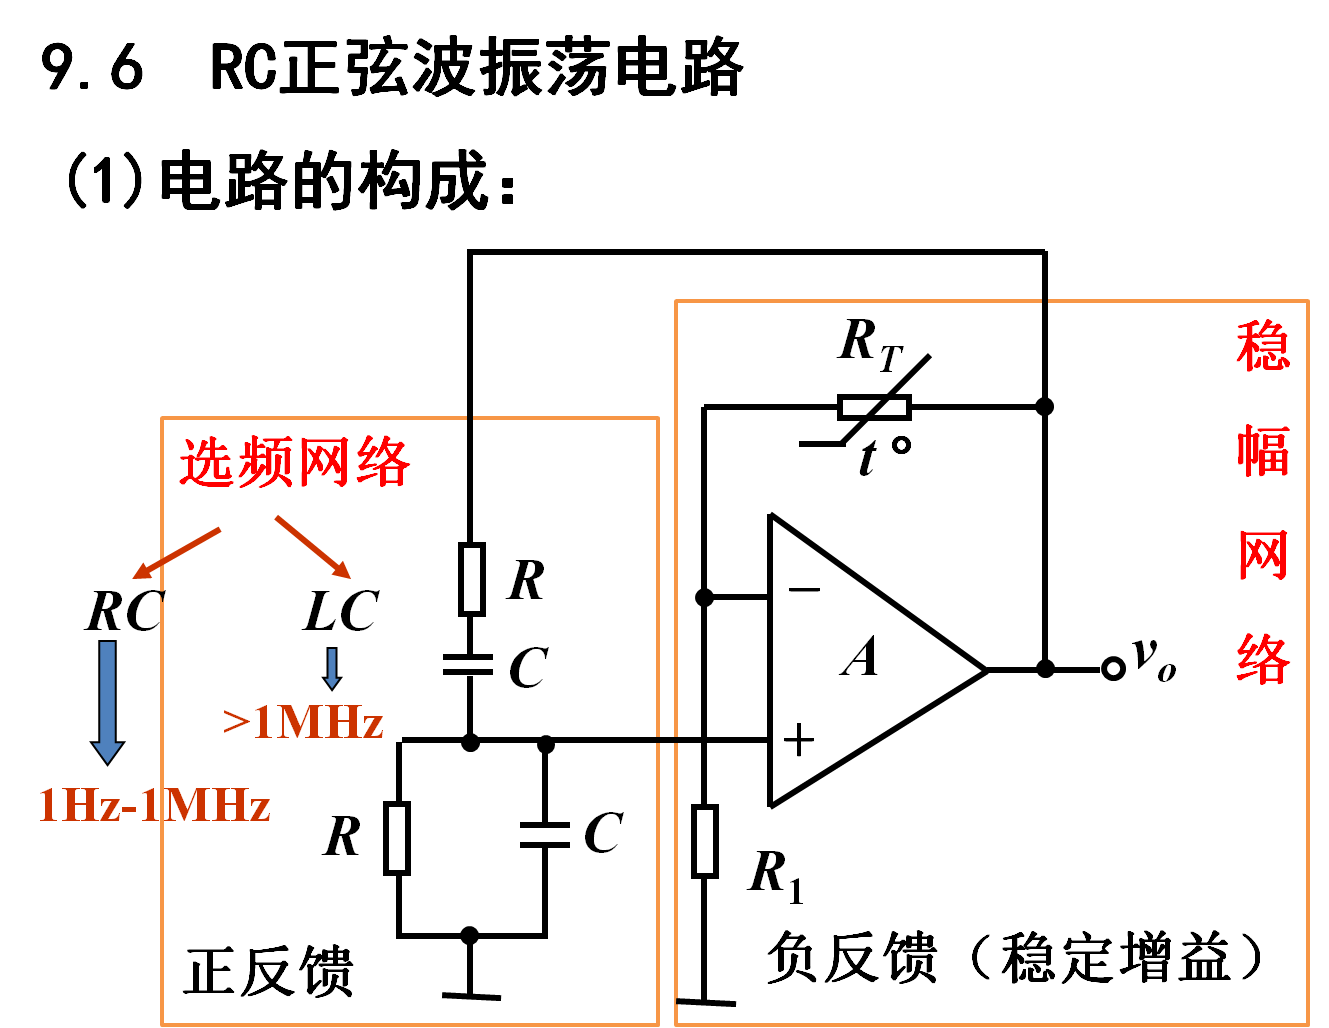 9.6 RC正弦波振荡电路
(1)电路的构成:
稳幅网络
R_T
t°
选频网络
R
RC
LC
−
A
C
v_o
>1MHz
+
1Hz-1MHz
R
C
R_1
正反馈
负反馈(稳定增益)